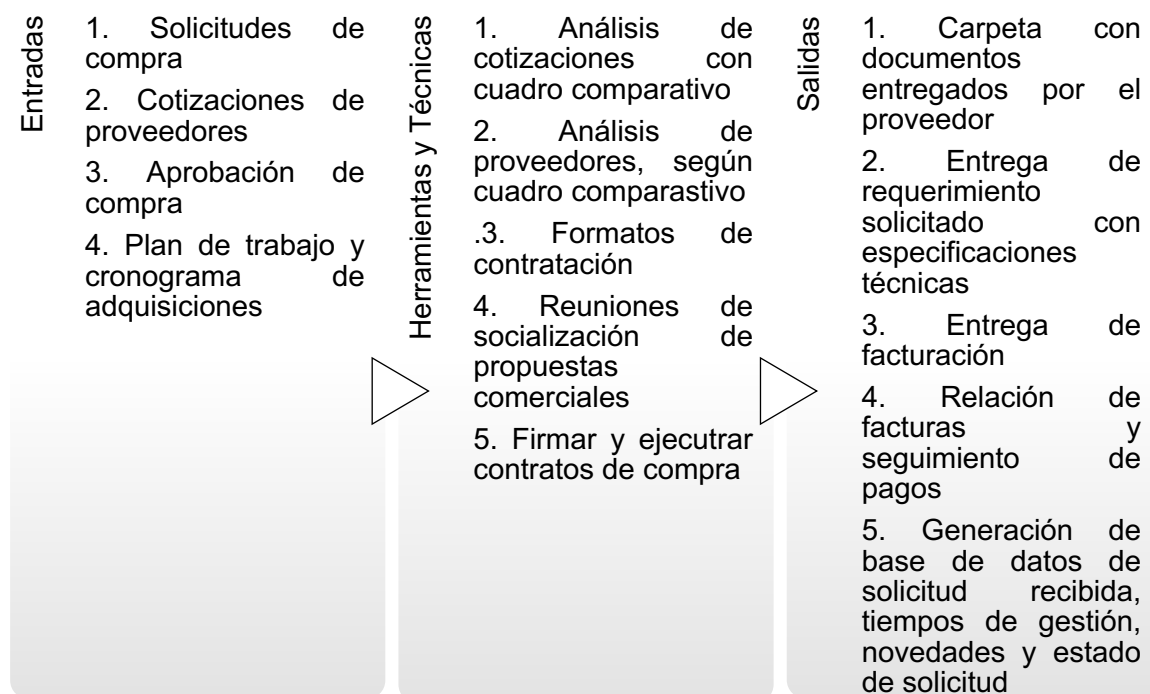 Entradas
1. Solicitudes de
compra
2. Cotizaciones de
proveedores
3. Aprobación de
compra
4. Plan de trabajo y
cronograma de
adquisiciones
Herramientas y Técnicas
1. Análisis de
cotizaciones con
cuadro comparativo
2. Análisis de
proveedores, según
cuadro comparastivo
.3. Formatos de
contratación
4. Reuniones de
socialización de
propuestas
comerciales
5. Firmar y ejecutrar
contratos de compra
Salidas
1. Carpeta con
documentos
entregados por el
proveedor
2. Entrega de
requerimiento
solicitado con
especificaciones
técnicas
3. Entrega de
facturación
4. Relación de
facturas y
seguimiento de
pagos
5. Generación de
base de datos de
solicitud recibida,
tiempos de gestión,
novedades y estado
de solicitud